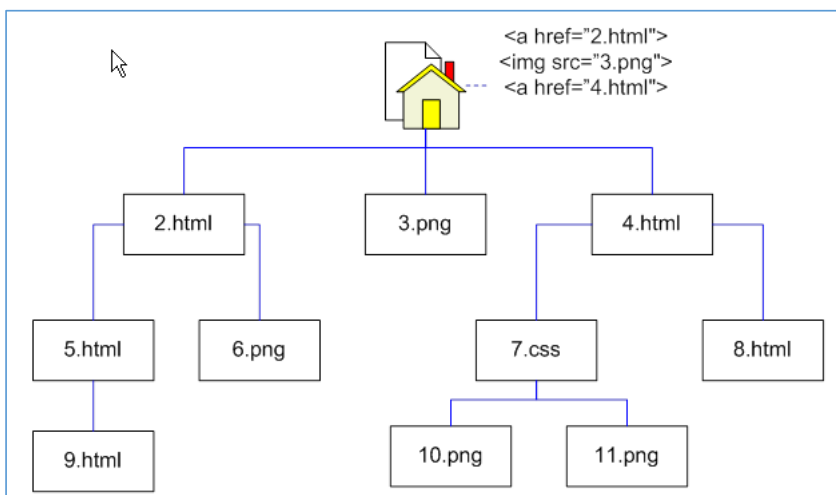 <a href=”2.html">
<img src=”3.png">
<a href=”4.html">
2.html
3.png
4.html
5.html
6.png
7.css
8.html
9.html
10.png
11.png